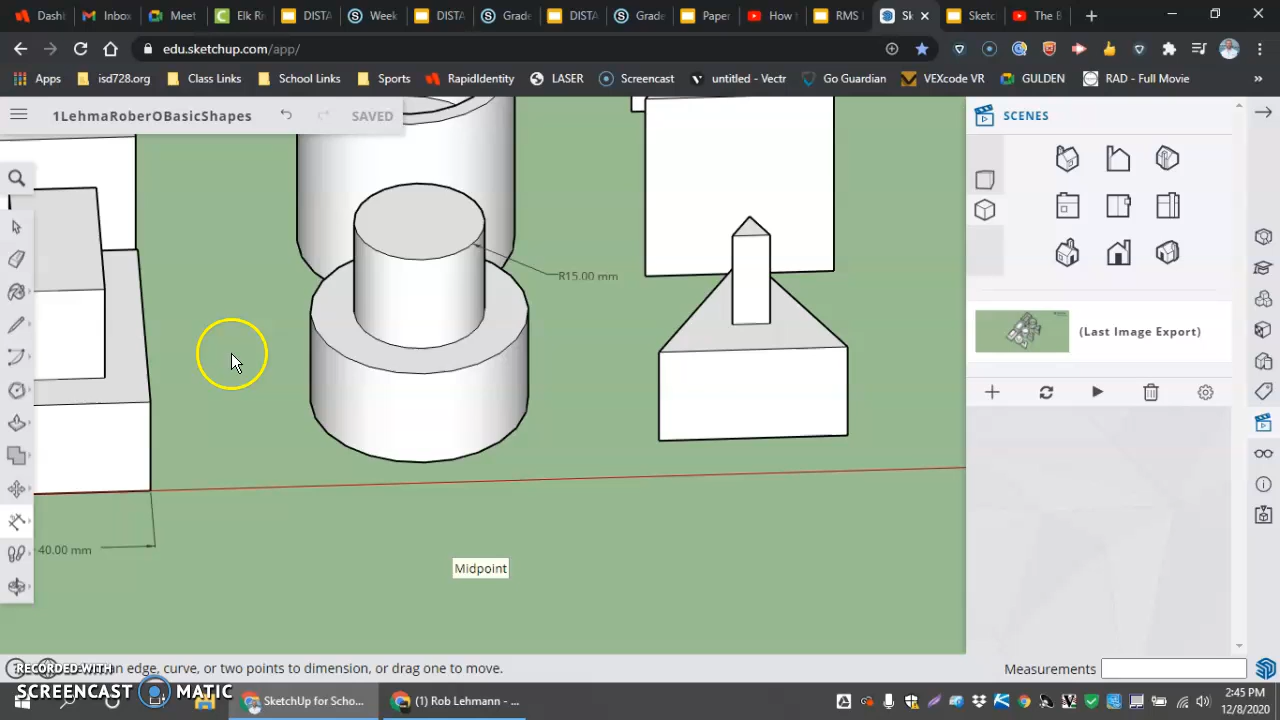 Dashl
Inbox
Meet
Elk R
DISTA
Week
DISTA
Grade
DISTA
Grade
Paper
How t
RMS I
Sk
Sketc
The B
edu.sketchup.com/app/
Apps
isd728.org
Class Links
School Links
Sports
RapidIdentity
LASER
Screencast
untitled - Vectr
Go Guardian
VEXcode VR
GULDEN
RAD - Full Movie
»
1LehmaRoberOBasicShapes
SAVED
SCENES
R15.00 mm
(Last Image Export)
40.00 mm
Midpoint
an edge, curve, or two points to dimension, or drag one to move.
Measurements
RECORDED WITH
SCREENCAST MATIC
SketchUp for Scho...
(1) Rob Lehmann - ...
2:45 PM
12/8/2020